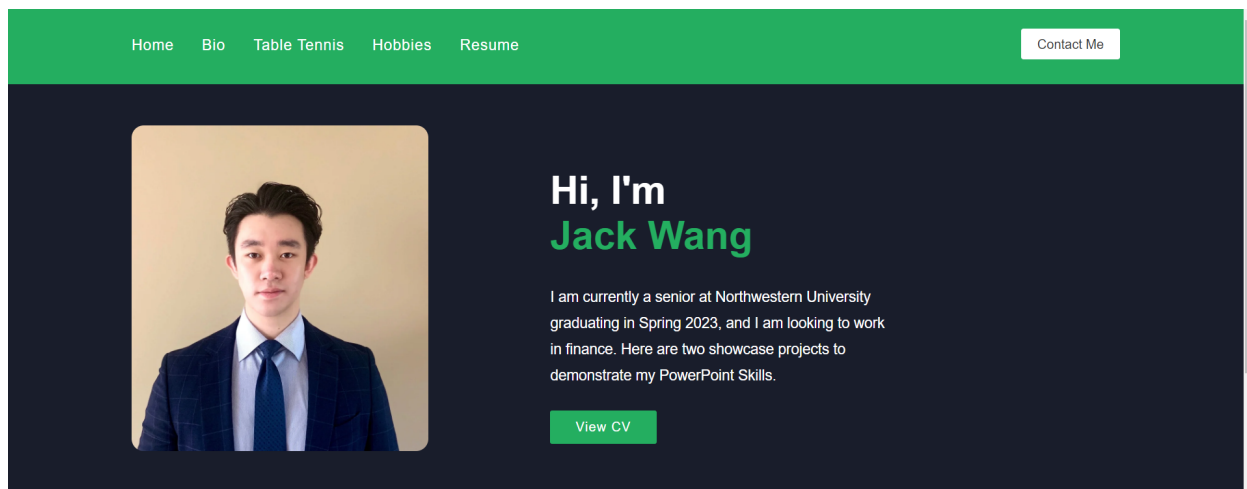 Home Bio Table Tennis Hobbies Resume Contact Me
Hi, I'm
Jack Wang
I am currently a senior at Northwestern University
graduating in Spring 2023, and I am looking to work
in finance. Here are two showcase projects to
demonstrate my PowerPoint Skills.
View CV